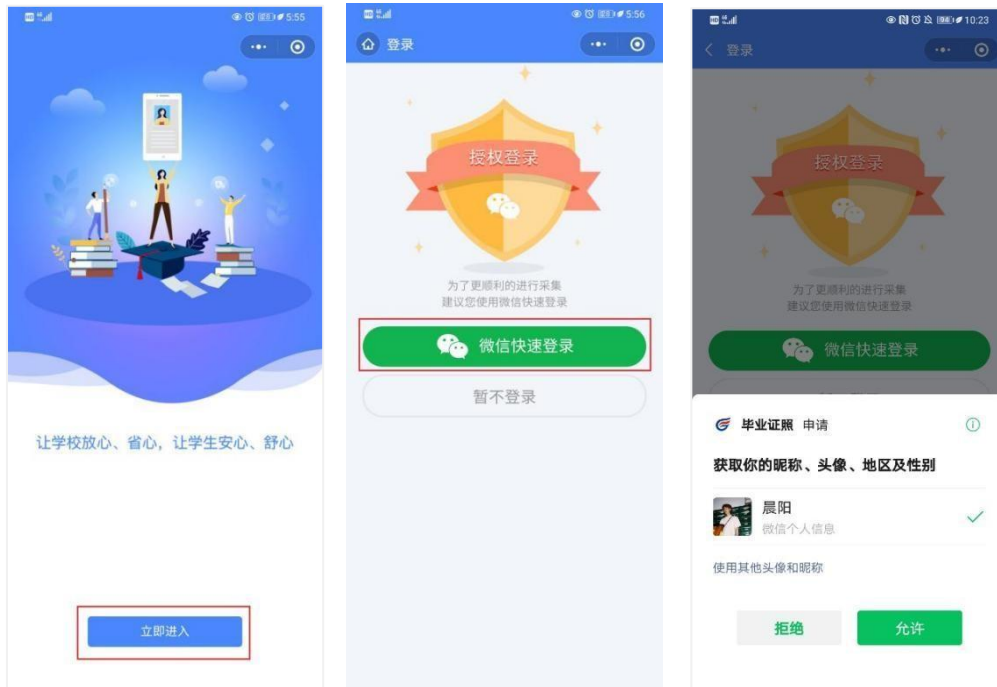 5:55
让学校放心、省心，让学生安心、舒心
立即进入
5:56
登录
授权登录
为了更顺利的进行采集
建议您使用微信快速登录
微信快速登录
暂不登录
10:23
登录
授权登录
为了更顺利的进行采集
建议您使用微信快速登录
微信快速登录
毕业证照 申请
获取你的昵称、头像、地区及性别
晨阳
微信个人信息
使用其他头像和昵称
拒绝
允许